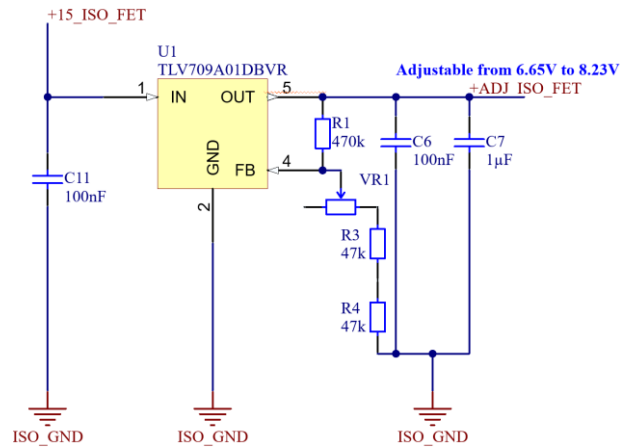 +15_ISO_FET
U1
TLV709A01DBVR
Adjustable from 6.65V to 8.23V
+ADJ_ISO_FET
1
IN
OUT
5
R1
470k
C6
100nF
C7
1µF
GND
FB
4
VR1
C11
100nF
2
R3
47k
R4
47k
ISO_GND
ISO_GND
ISO_GND